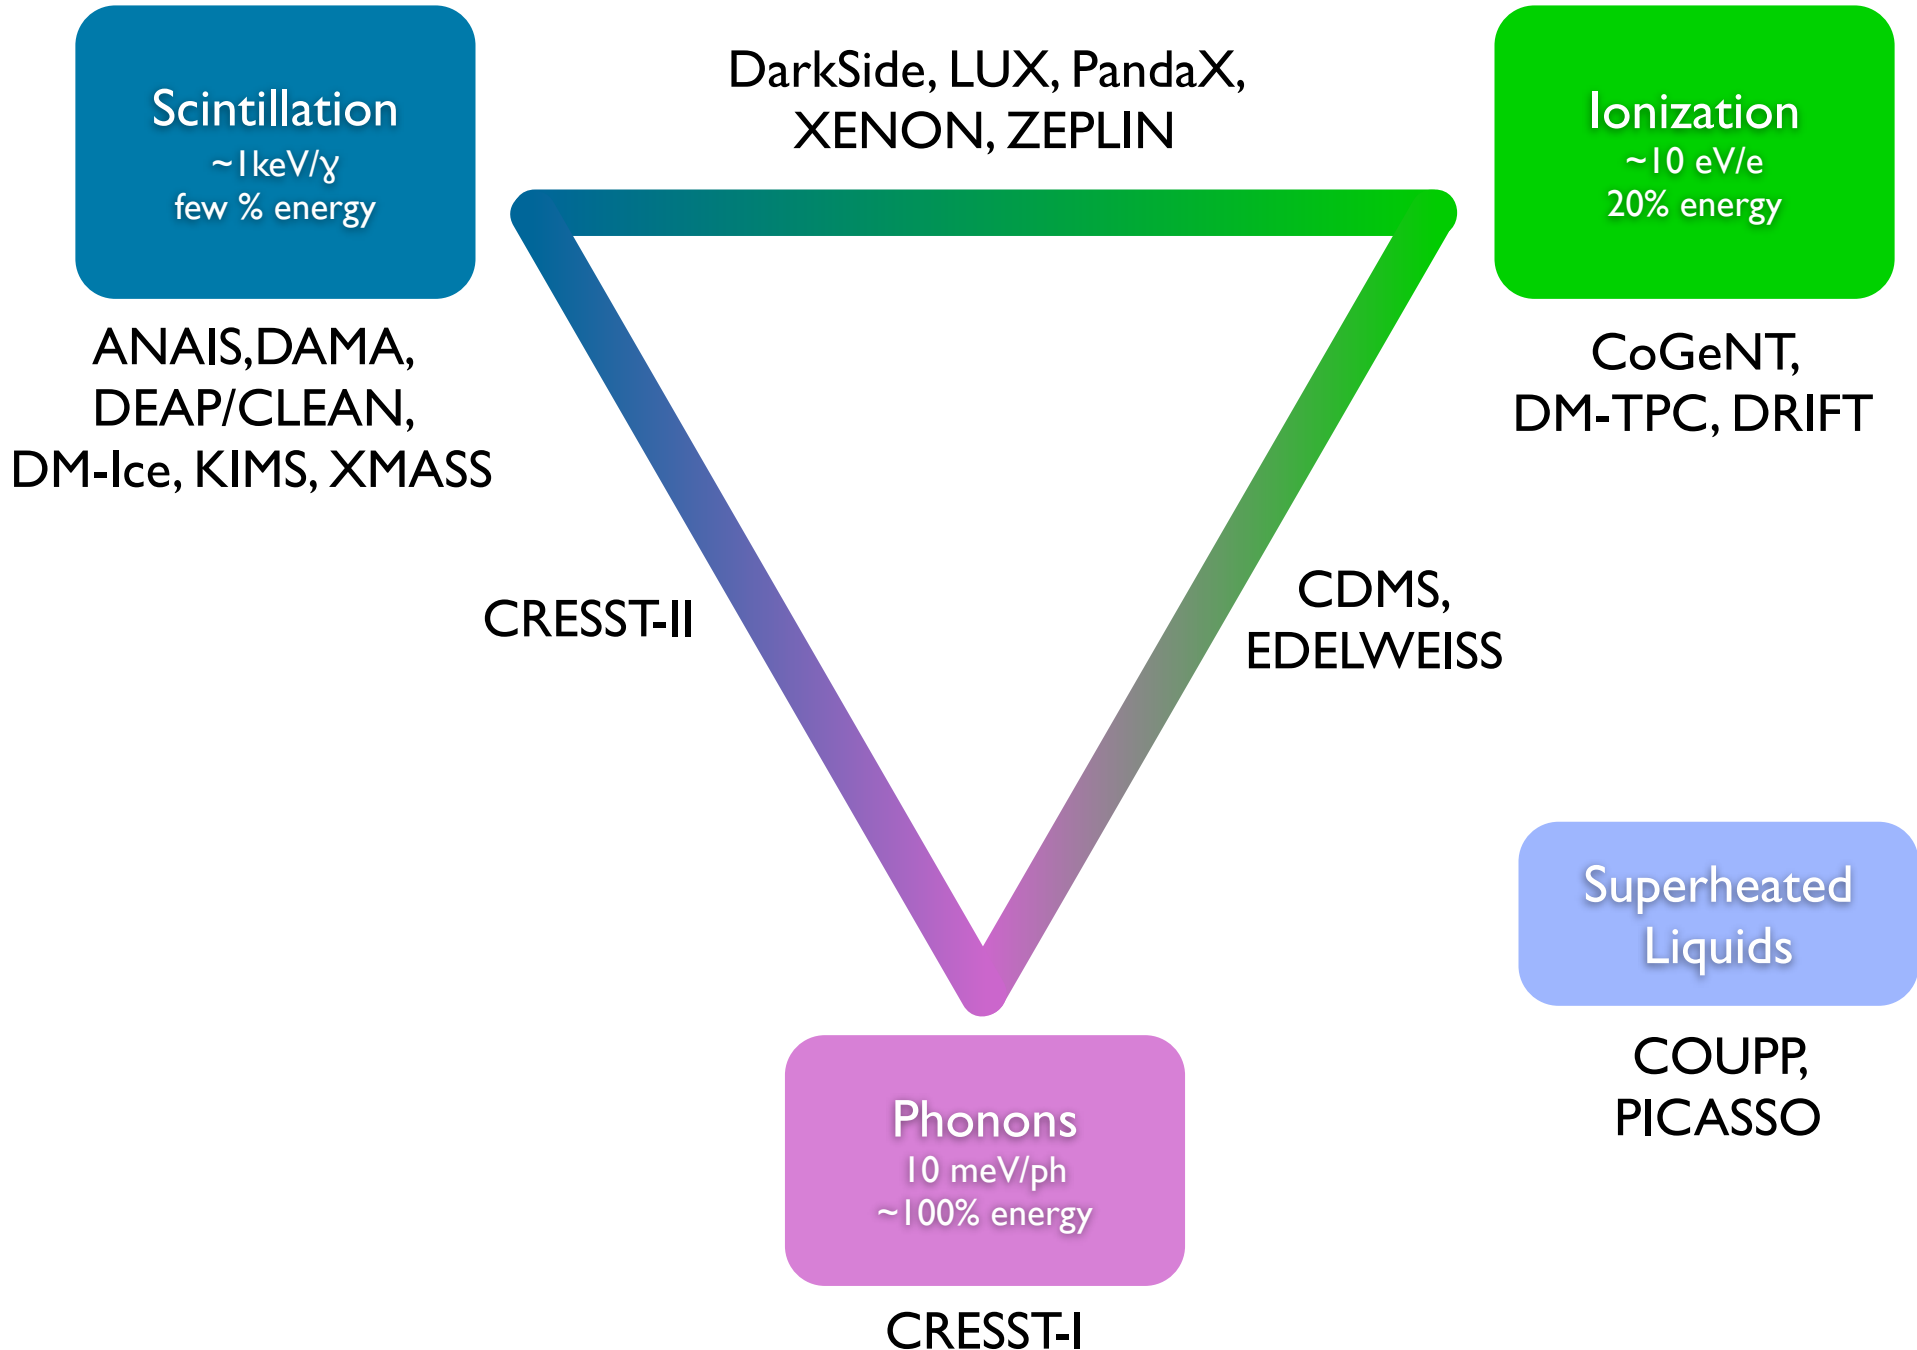 Scintillation
~1keV/γ
few % energy
DarkSide, LUX, PandaX,
XENON, ZEPLIN
Ionization
~10 eV/e
20% energy
ANAIS,DAMA,
DEAP/CLEAN,
DM-Ice, KIMS, XMASS
CoGeNT,
DM-TPC, DRIFT
CRESST-II
CDMS,
EDELWEISS
Superheated
Liquids
COUPP,
PICASSO
Phonons
10 meV/ph
~100% energy
CRESST-I